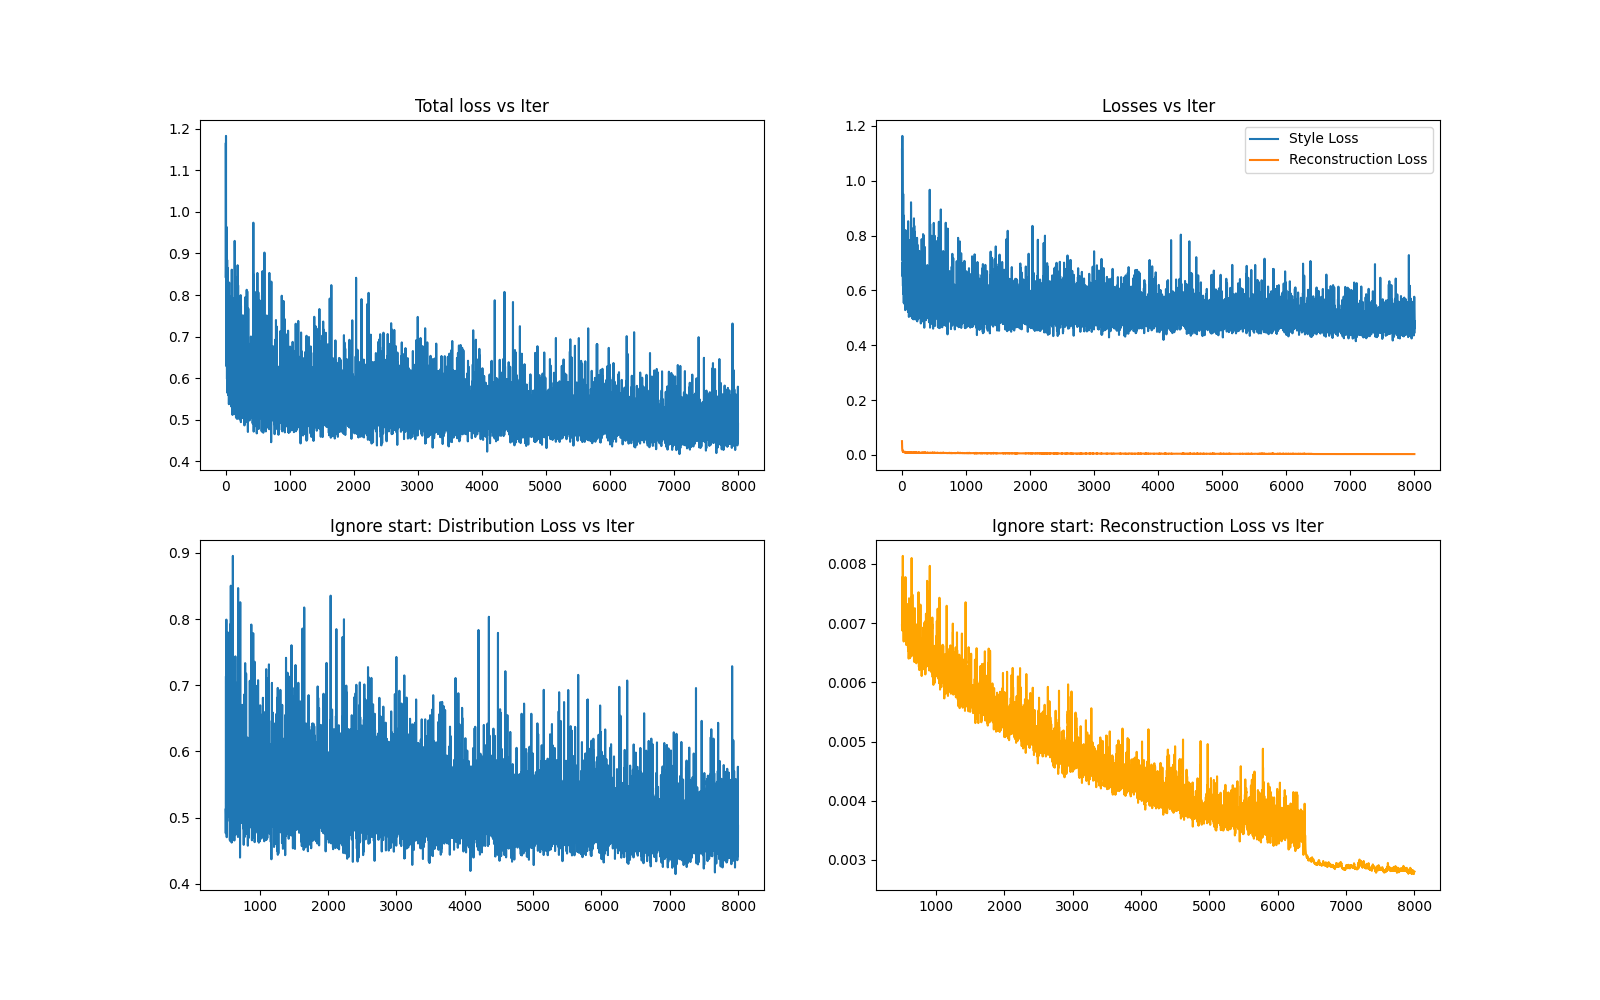 Total loss vs Iter
1.2
1.1
1.0
0.9
0.8
0.7
0.6
0.5
0.4
0 1000 2000 3000 4000 5000 6000 7000 8000
Losses vs Iter
Style Loss
Reconstruction Loss
1.2
1.0
0.8
0.6
0.4
0.2
0.0
0 1000 2000 3000 4000 5000 6000 7000 8000
Ignore start: Distribution Loss vs Iter
0.9
0.8
0.7
0.6
0.5
0.4
1000 2000 3000 4000 5000 6000 7000 8000
Ignore start: Reconstruction Loss vs Iter
0.008
0.007
0.006
0.005
0.004
0.003
1000 2000 3000 4000 5000 6000 7000 8000